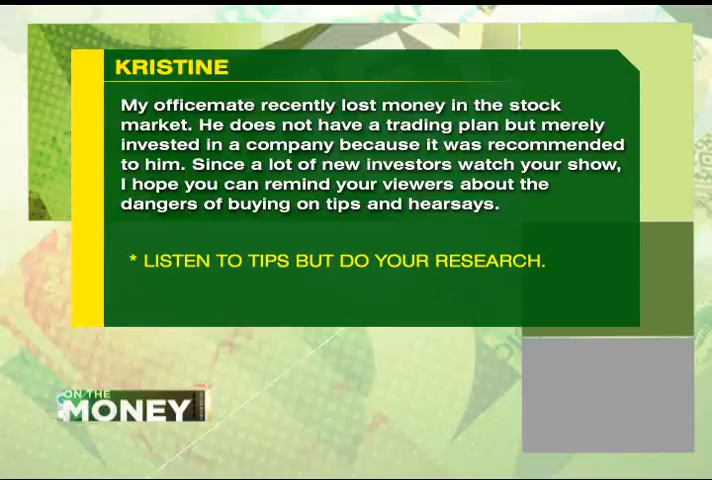 KRISTINE
My officemate recently lost money in the stock
market. He does not have a trading plan but merely
invested in a company because it was recommended
to him. Since a lot of new investors watch your show,
I hope you can remind your viewers about the
dangers of buying on tips and hearsays.
* LISTEN TO TIPS BUT DO YOUR RESEARCH.
ON THE
MONEY